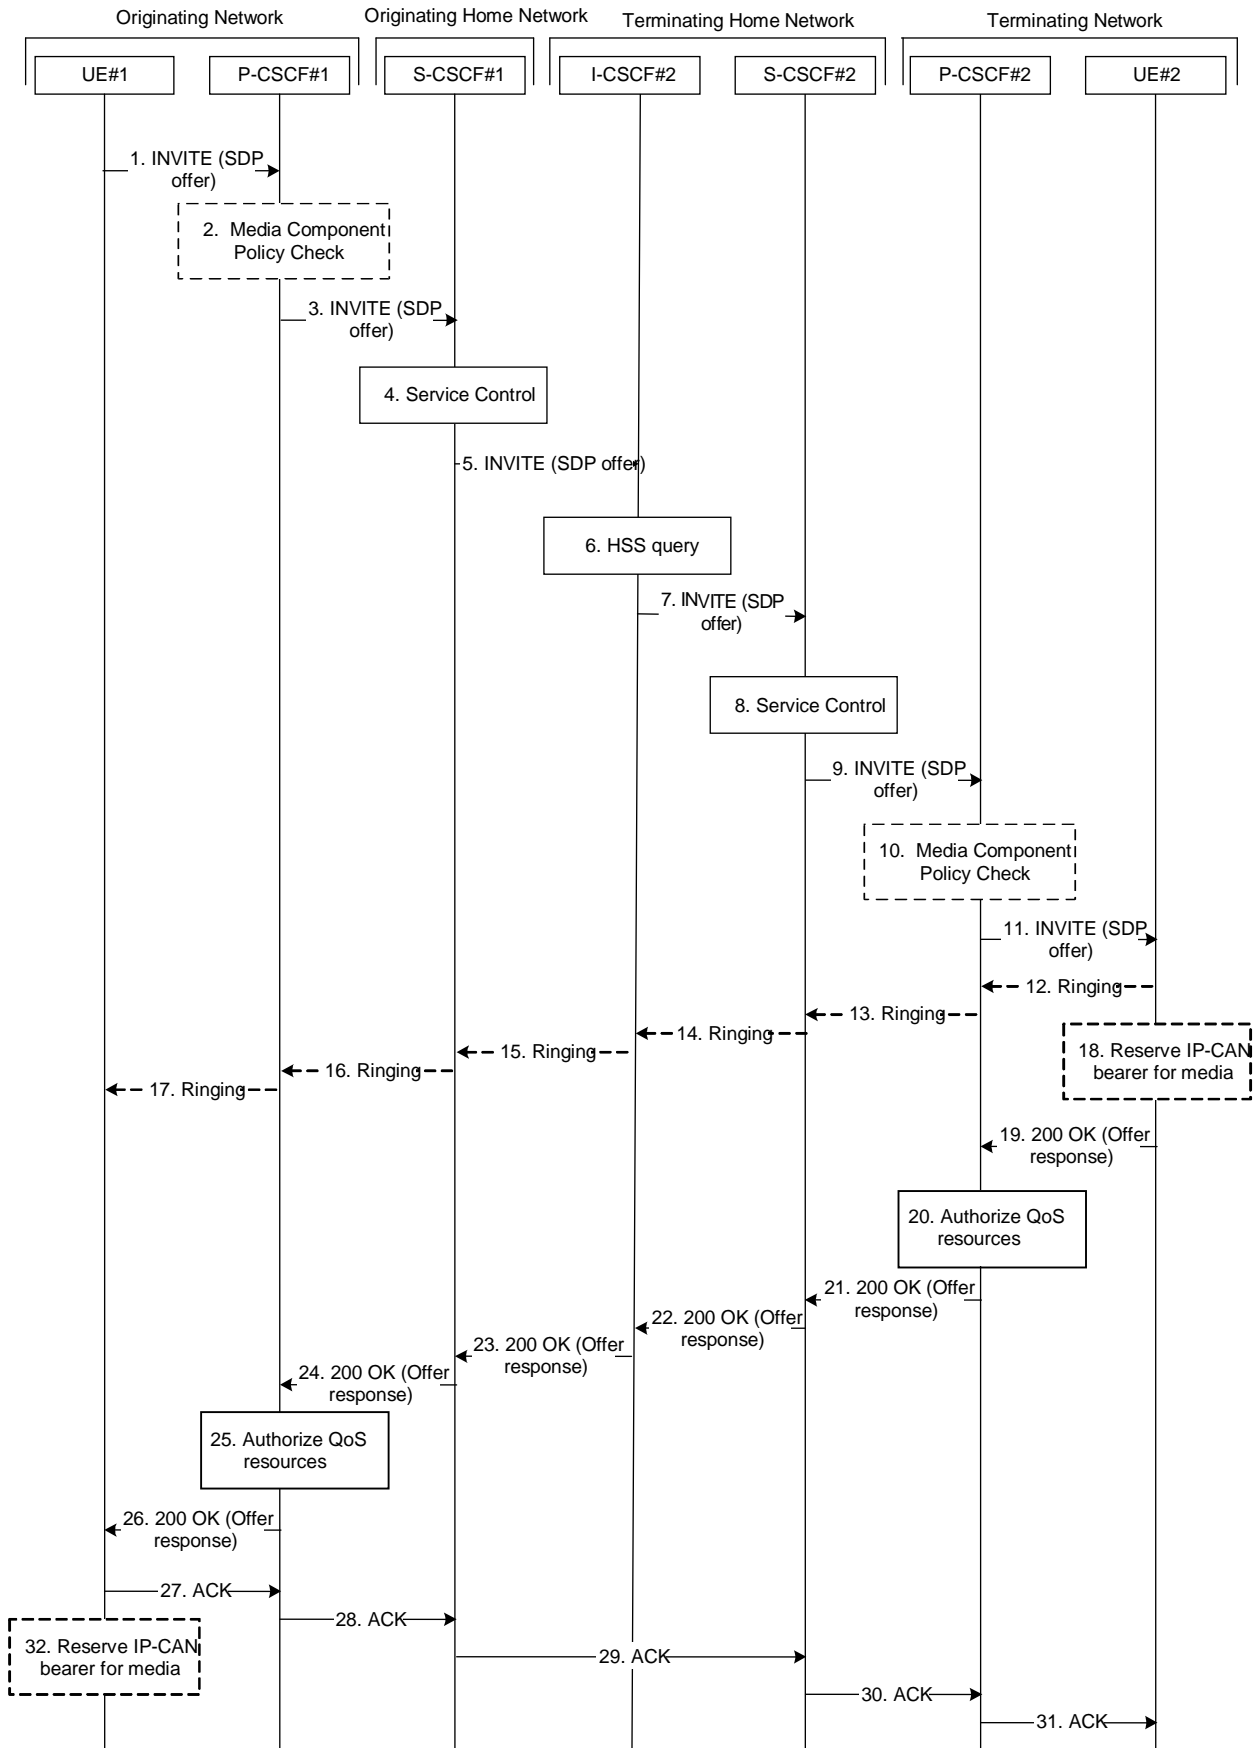 Originating Network
Originating Home Network
Terminating Home Network
Terminating Network
UE#1
P-CSCF#1
S-CSCF#1
I-CSCF#2
S-CSCF#2
P-CSCF#2
UE#2
1. INVITE (SDP
offer)
2. Media Component
Policy Check
3. INVITE (SDP
offer)
4. Service Control
5. INVITE (SDP offer)
6. HSS query
7. INVITE (SDP
offer)
8. Service Control
9. INVITE (SDP
offer)
10. Media Component
Policy Check
11. INVITE (SDP
offer)
12. Ringing
13. Ringing
14. Ringing
15. Ringing
16. Ringing
17. Ringing
18. Reserve IP-CAN
bearer for media
19. 200 OK (Offer
response)
20. Authorize QoS
resources
21. 200 OK (Offer
response)
22. 200 OK (Offer
response)
23. 200 OK (Offer
response)
24. 200 OK (Offer
response)
25. Authorize QoS
resources
26. 200 OK (Offer
response)
27. ACK
28. ACK
32. Reserve IP-CAN
bearer for media
29. ACK
30. ACK
31. ACK